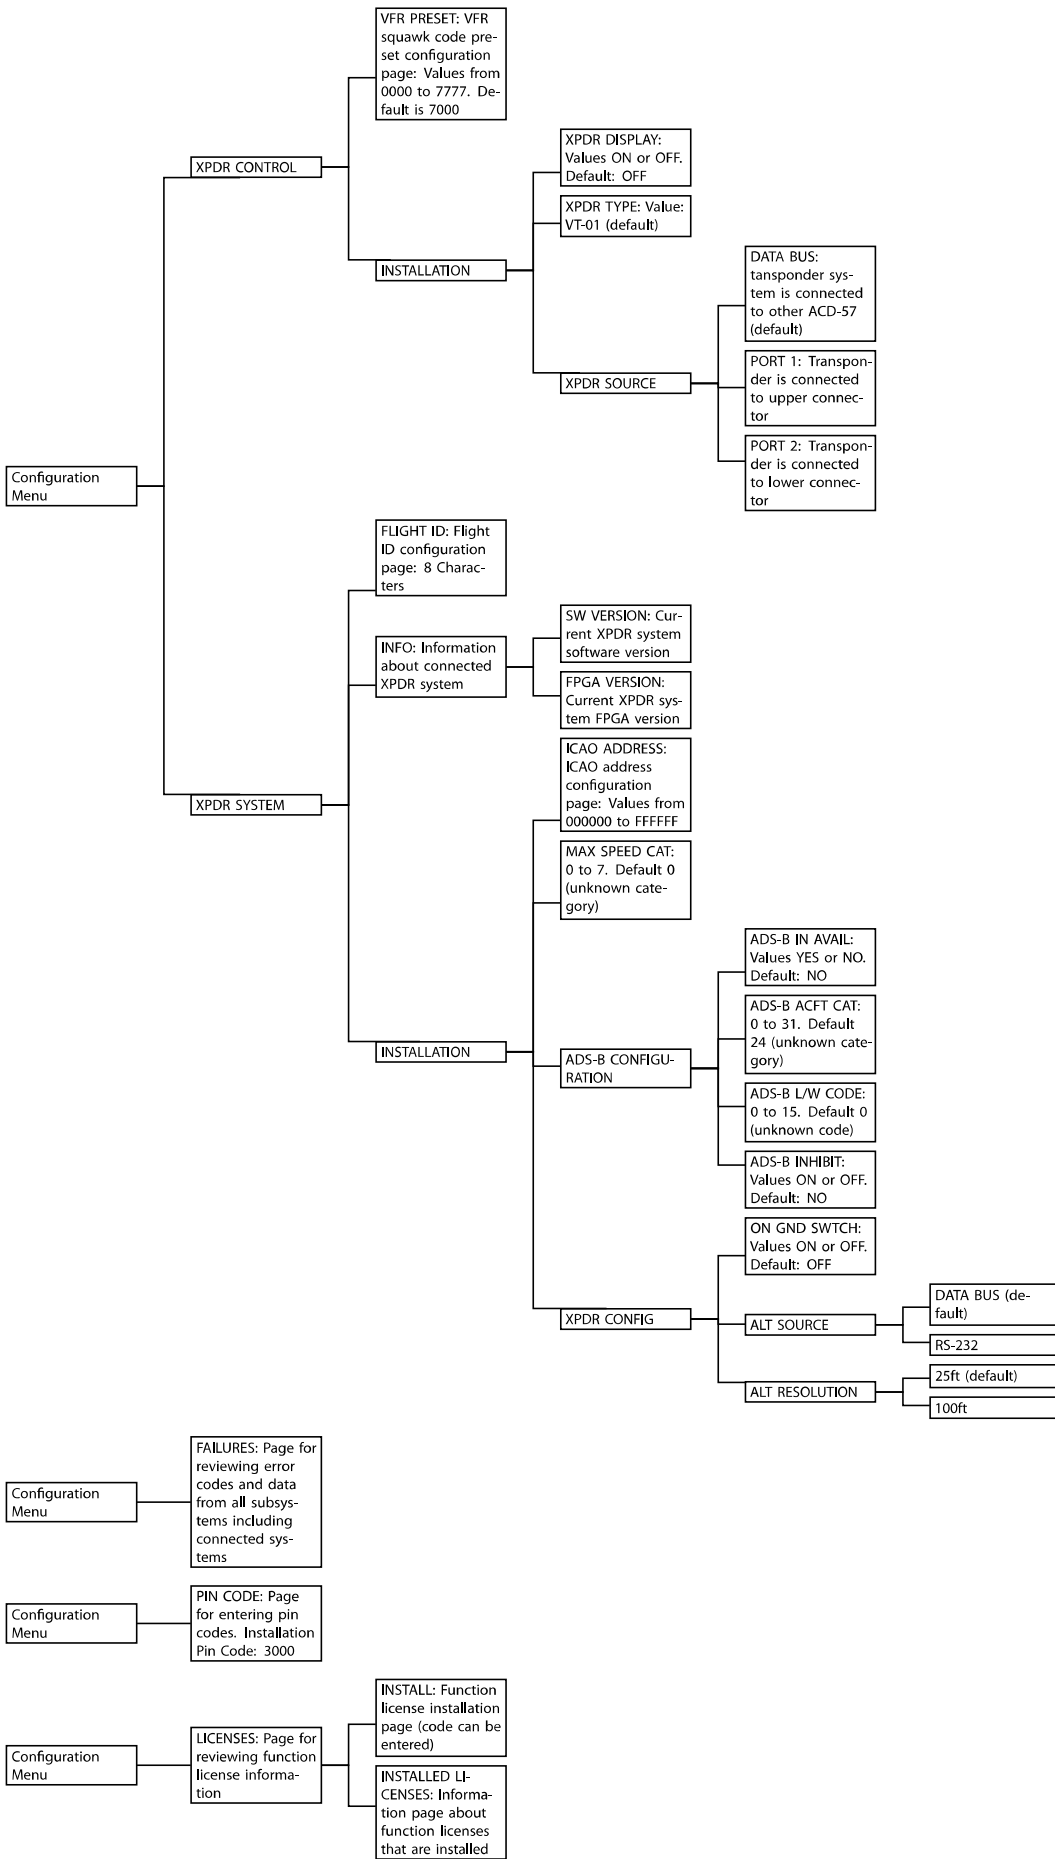 VFR PRESET: VFR
squawk code pre-
set configuration
page: Values from
0000 to 7777. De-
fault is 7000
XPDR CONTROL
XPDR DISPLAY:
Values ON or OFF.
Default: OFF
XPDR TYPE: Value:
VT-01 (default)
INSTALLATION
DATA BUS:
tansponder sys-
tem is connected
to other ACD-57
(default)
PORT 1: Transpon-
der is connected
to upper connec-
tor
XPDR SOURCE
PORT 2: Transpon-
der is connected
to lower connec-
tor
Configuration
Menu
FLIGHT ID: Flight
ID configuration
page: 8 Charac-
ters
SW VERSION: Cur-
rent XPDR system
software version
INFO: Information
about connected
XPDR system
FPGA VERSION:
Current XPDR sys-
tem FPGA version
ICAO ADDRESS:
ICAO address
configuration
page: Values from
000000 to FFFFFF
XPDR SYSTEM
MAX SPEED CAT:
0 to 7. Default 0
(unknown cate-
gory)
ADS-B IN AVAIL:
Values YES or NO.
Default: NO
ADS-B ACFT CAT:
0 to 31. Default
24 (unknown cate-
gory)
INSTALLATION
ADS-B CONFIGU-
RATION
ADS-B L/W CODE:
0 to 15. Default 0
(unknown code)
ADS-B INHIBIT:
Values ON or OFF.
Default: NO
ON GND SWTCH:
Values ON or OFF.
Default: OFF
XPDR CONFIG
ALT SOURCE
DATA BUS (de-
fault)
RS-232
ALT RESOLUTION
25ft (default)
100ft
Configuration
Menu
FAILURES: Page for
reviewing error
codes and data
from all subsys-
tems including
connected sys-
tems
Configuration
Menu
PIN CODE: Page
for entering pin
codes. Installation
Pin Code: 3000
Configuration
Menu
LICENSES: Page for
reviewing function
license informa-
tion
INSTALL: Function
license installation
page (code can be
entered)
INSTALLED LI-
CENSES: Informa-
tion page about
function licenses
that are installed